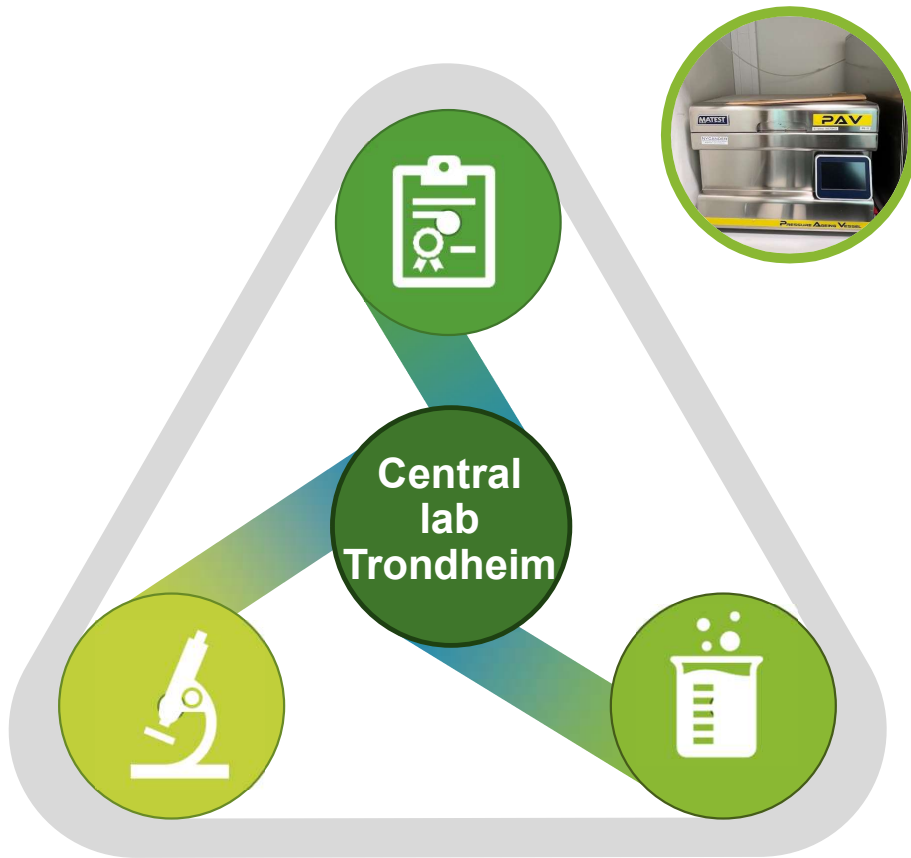 MATEST
PAV
PRESSURE AGEING VESSEL
Central
lab
Trondheim